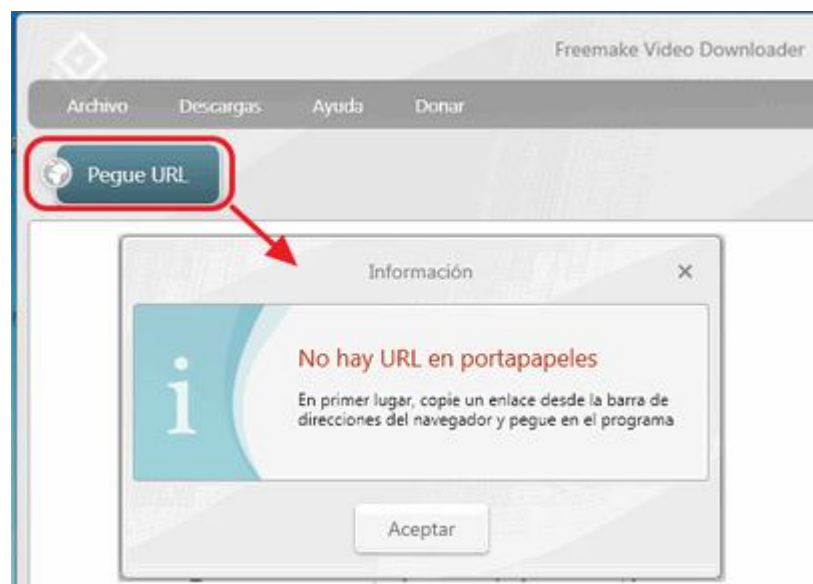 Freemake Video Downloader
Archivo Descargas Ayuda Donar
Pegue URL
Información
No hay URL en portapapeles
En primer lugar, copie un enlace desde la barra de
direcciones del navegador y pegue en el programa
Aceptar